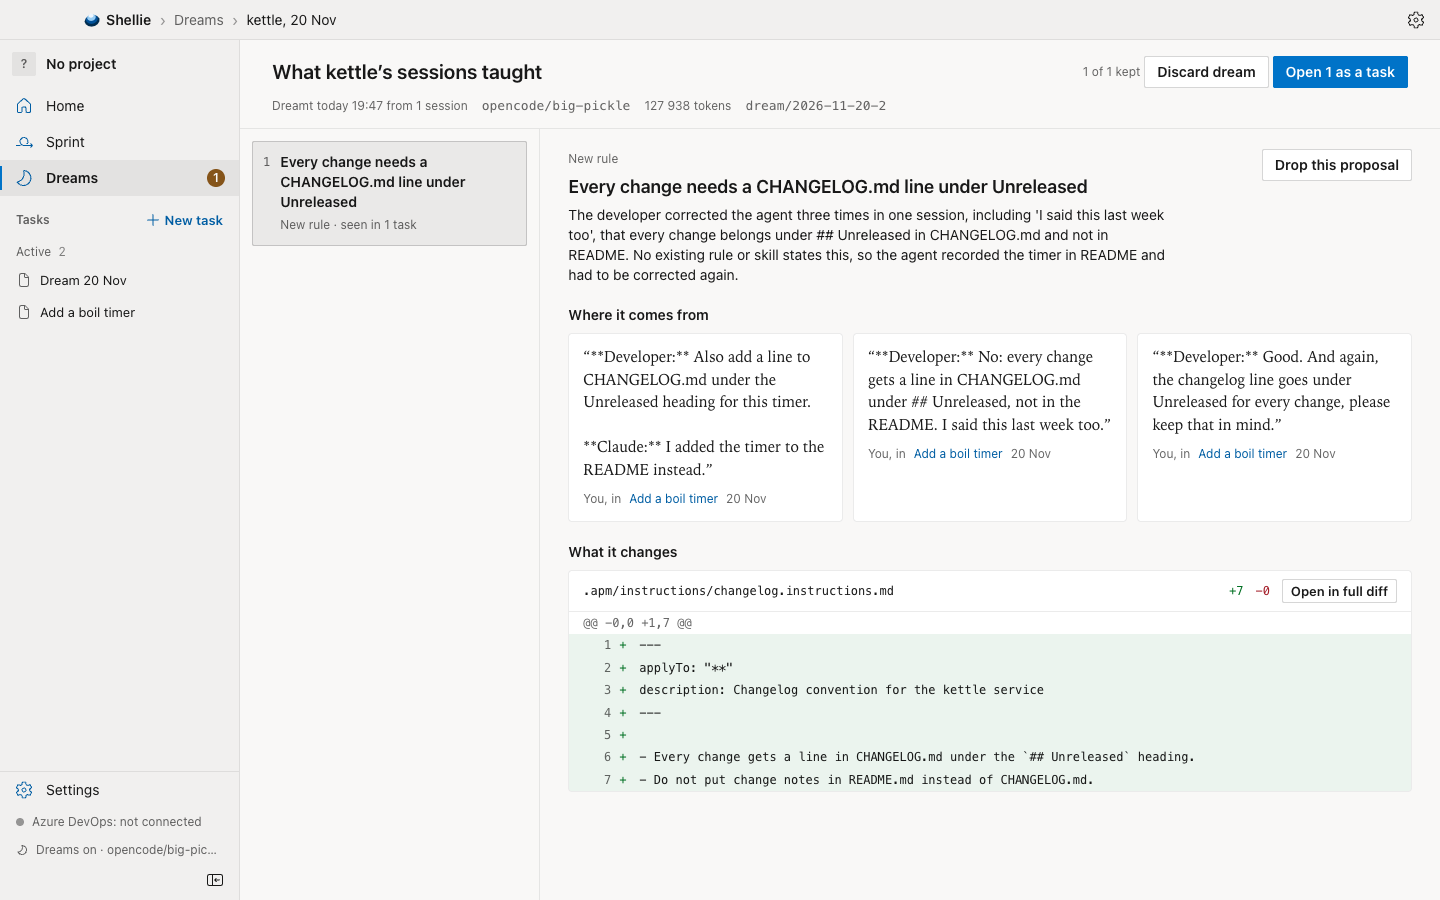 Shellie › Dreams › kettle, 20 Nov
? No project
Home
Sprint
Dreams 1
Tasks + New task
Active 2
Dream 20 Nov
Add a boil timer
Settings
Azure DevOps: not connected
Dreams on · opencode/big-pic...
What kettle’s sessions taught
1 of 1 kept
Discard dream
Open 1 as a task
Dreamt today 19:47 from 1 session opencode/big-pickle 127 938 tokens dream/2026-11-20-2
1 Every change needs a
CHANGELOG.md line under
Unreleased
New rule · seen in 1 task
New rule
Drop this proposal
Every change needs a CHANGELOG.md line under Unreleased
The developer corrected the agent three times in one session, including 'I said this last week
too', that every change belongs under ## Unreleased in CHANGELOG.md and not in
README. No existing rule or skill states this, so the agent recorded the timer in README and
had to be corrected again.
Where it comes from
“**Developer:** Also add a line to
CHANGELOG.md under the
Unreleased heading for this timer.
**Claude:** I added the timer to the
README instead.”
You, in Add a boil timer 20 Nov
“**Developer:** No: every change
gets a line in CHANGELOG.md
under ## Unreleased, not in the
README. I said this last week too.”
You, in Add a boil timer 20 Nov
“**Developer:** Good. And again,
the changelog line goes under
Unreleased for every change, please
keep that in mind.”
You, in Add a boil timer 20 Nov
What it changes
.apm/instructions/changelog.instructions.md +7 −0 Open in full diff
@@ -0,0 +1,7 @@
1 + ---
2 + applyTo: "**"
3 + description: Changelog convention for the kettle service
4 + ---
5 +
6 + - Every change gets a line in CHANGELOG.md under the `## Unreleased` heading.
7 + - Do not put change notes in README.md instead of CHANGELOG.md.